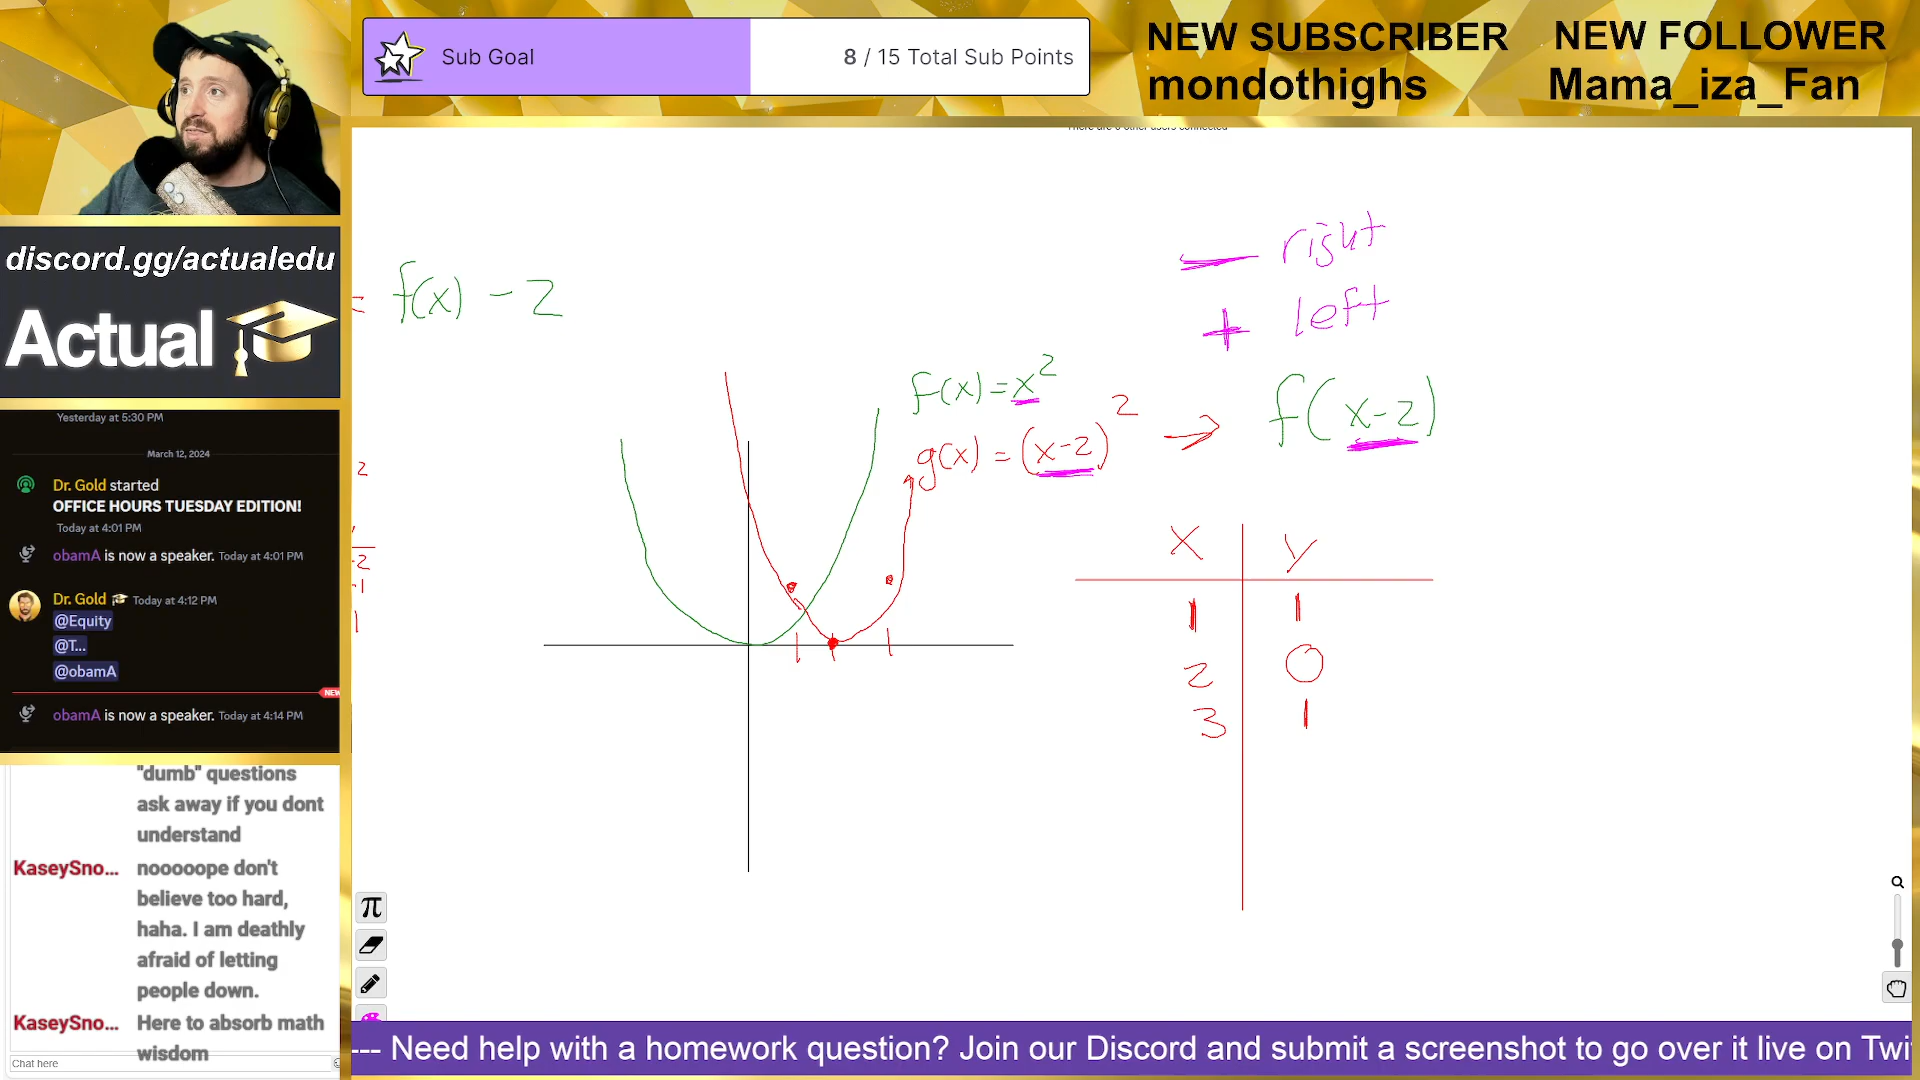 Sub Goal
8 / 15 Total Sub Points
NEW SUBSCRIBER
mondothighs
NEW FOLLOWER
Mama_iza_Fan
discord.gg/actualedu
Actual
Yesterday at 5:30 PM
March 12, 2024
Dr. Gold started
OFFICE HOURS TUESDAY EDITION!
Today at 4:01 PM
obamA is now a speaker. Today at 4:01 PM
Dr. Gold Today at 4:12 PM
@Equity
@T...
@obamA
NEW
obamA is now a speaker. Today at 4:14 PM
"dumb" questions
ask away if you dont
understand
KaseySno... nooooope don't
believe too hard,
haha. I am deathly
afraid of letting
people down.
KaseySno... Here to absorb math
wisdom
Chat here
= f(x) - 2
2
-2
-1
1
— right
+ left
f(x) = x²
g(x) = (x-2)² → f(x-2)
x y
1 1
2 0
3 1
π
--- Need help with a homework question? Join our Discord and submit a screenshot to go over it live on Twi